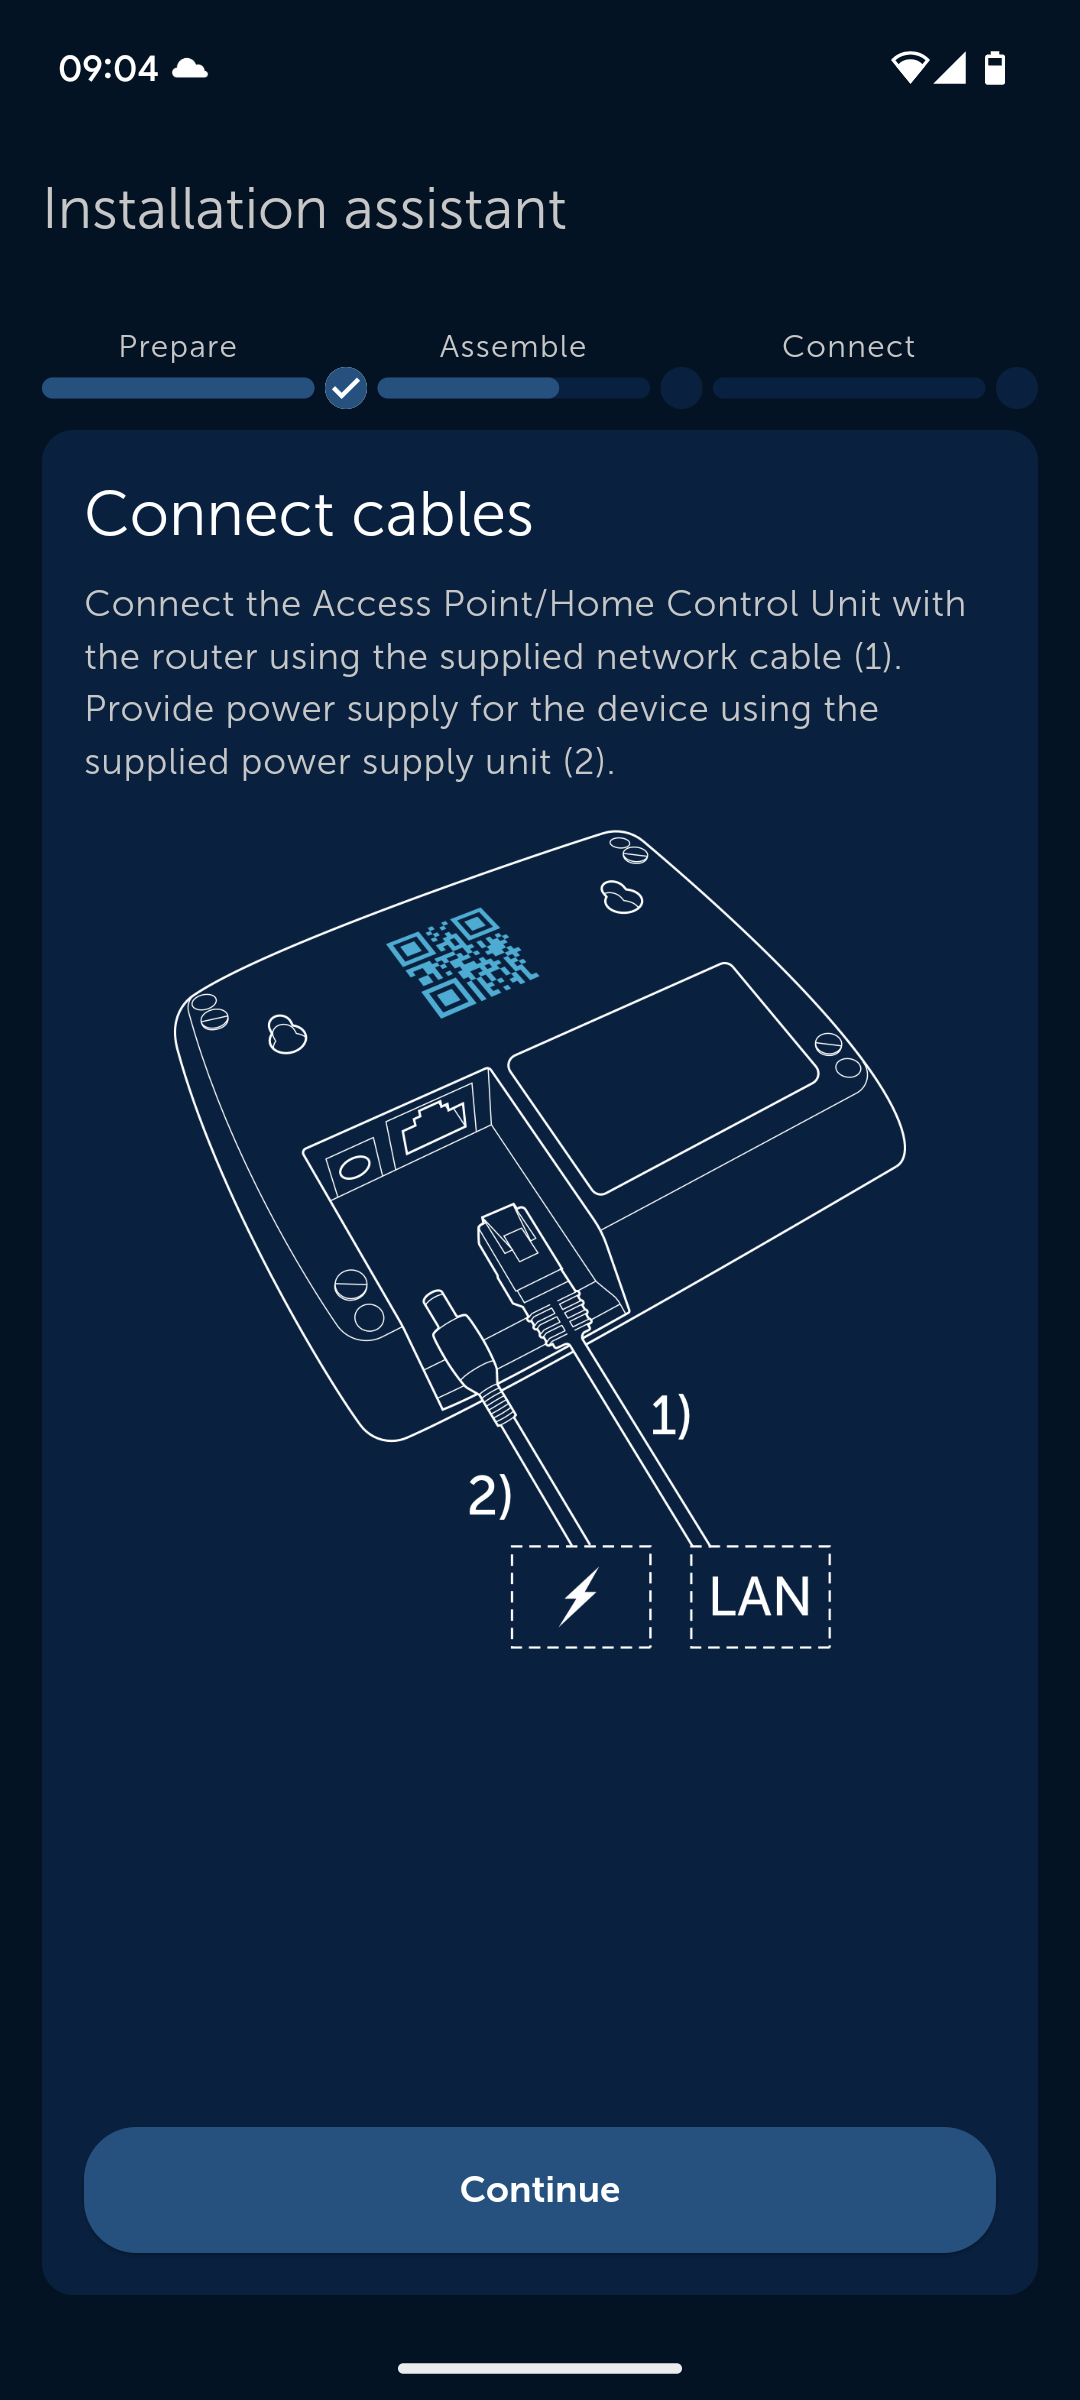 09:04
Installation assistant
Prepare
Assemble
Connect
Connect cables
Connect the Access Point/Home Control Unit with
the router using the supplied network cable (1).
Provide power supply for the device using the
supplied power supply unit (2).
1)
2)
LAN
Continue